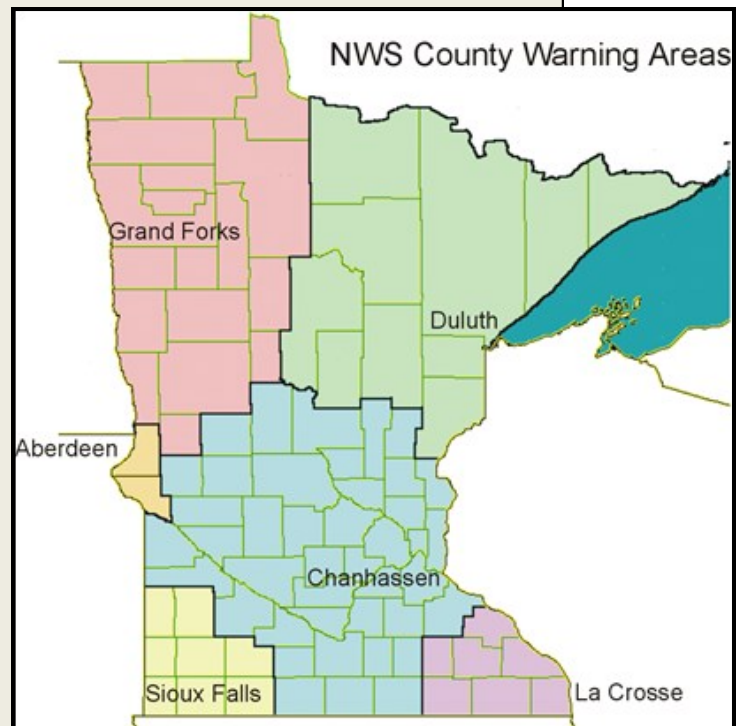 NWS County Warning Areas
Grand Forks
Duluth
Aberdeen
Chanhassen
Sioux Falls
La Crosse